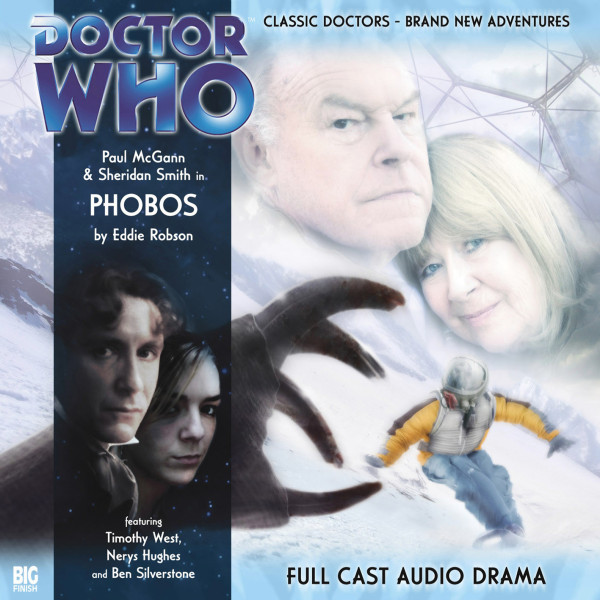 DOCTOR
WHO
™
CLASSIC DOCTORS - BRAND NEW ADVENTURES
Paul McGann
& Sheridan Smith in
PHOBOS
by Eddie Robson
featuring
Timothy West,
Nerys Hughes
and Ben Silverstone
BIG
FINISH
FULL CAST AUDIO DRAMA